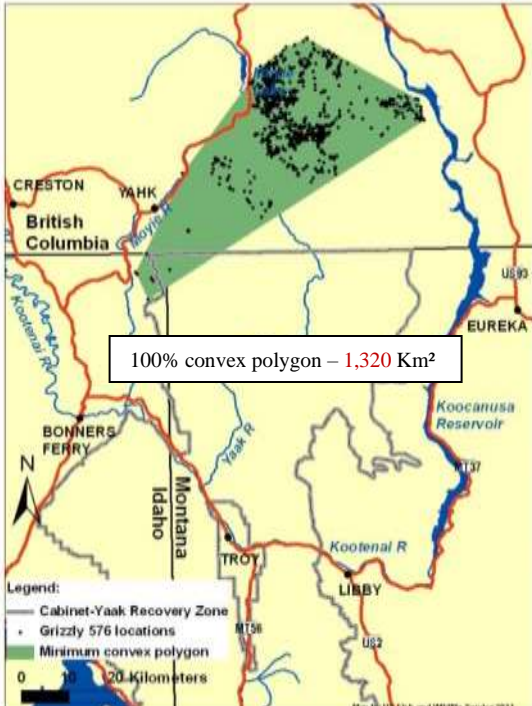 CRESTON
YAHK
British
Columbia
Moyie R
Kootenai R
US93
EUREKA
100% convex polygon – 1,320 Km²
Koocanusa
Reservoir
BONNERS
FERRY
Yaak R
MT37
N
Montana
Idaho
TROY
Kootenai R
LIBBY
MT56
US2
Legend:
Cabinet-Yaak Recovery Zone
Grizzly 576 locations
Minimum convex polygon
0 10 20 Kilometers